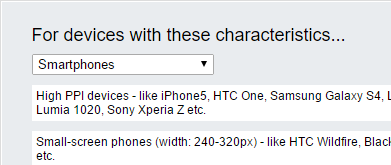 For devices with these characteristics...
Smartphones
High PPI devices - like iPhone5, HTC One, Samsung Galaxy S4,
Lumia 1020, Sony Xperia Z etc.
Small-screen phones (width: 240-320px) - like HTC Wildfire,
etc.